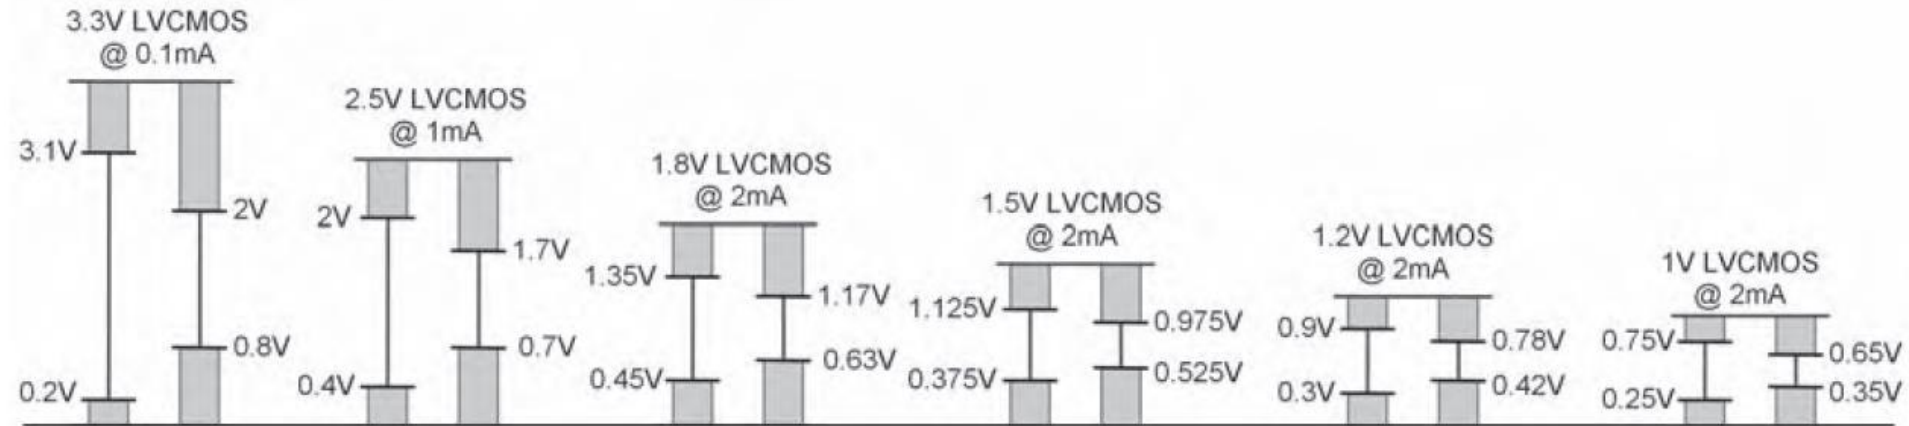 3.3V LVCMOS
@ 0.1mA
3.1V
2V
0.8V
0.2V
2.5V LVCMOS
@ 1mA
2V
1.7V
0.7V
0.4V
1.8V LVCMOS
@ 2mA
1.35V
1.17V
0.63V
0.45V
1.5V LVCMOS
@ 2mA
1.125V
0.975V
0.525V
0.375V
1.2V LVCMOS
@ 2mA
0.9V
0.78V
0.42V
0.3V
1V LVCMOS
@ 2mA
0.75V
0.65V
0.35V
0.25V